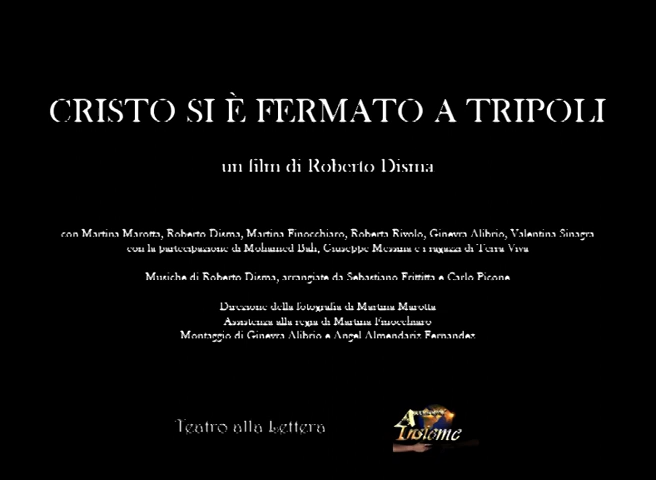 CRISTO SI È FERMATO A TRIPOLI
un film di Roberto Disma
con Martina Marotta, Roberto Disma, Martina Finocchiaro, Roberta Rivolo, Ginevra Alibrio, Valentina Sinagra
con la partecipazione di Mohamed Bah, Giuseppe Messina e i ragazzi di Terra Viva
Musiche di Roberto Disma, arrangiate da Sebastiano Frittitta e Carlo Picone
Direzione della fotografia di Martina Marotta
Assistenza alla regia di Martina Finocchiaro
Montaggio di Ginevra Alibrio e Angel Almendariz Fernandez
Teatro alla Lettera
Insieme